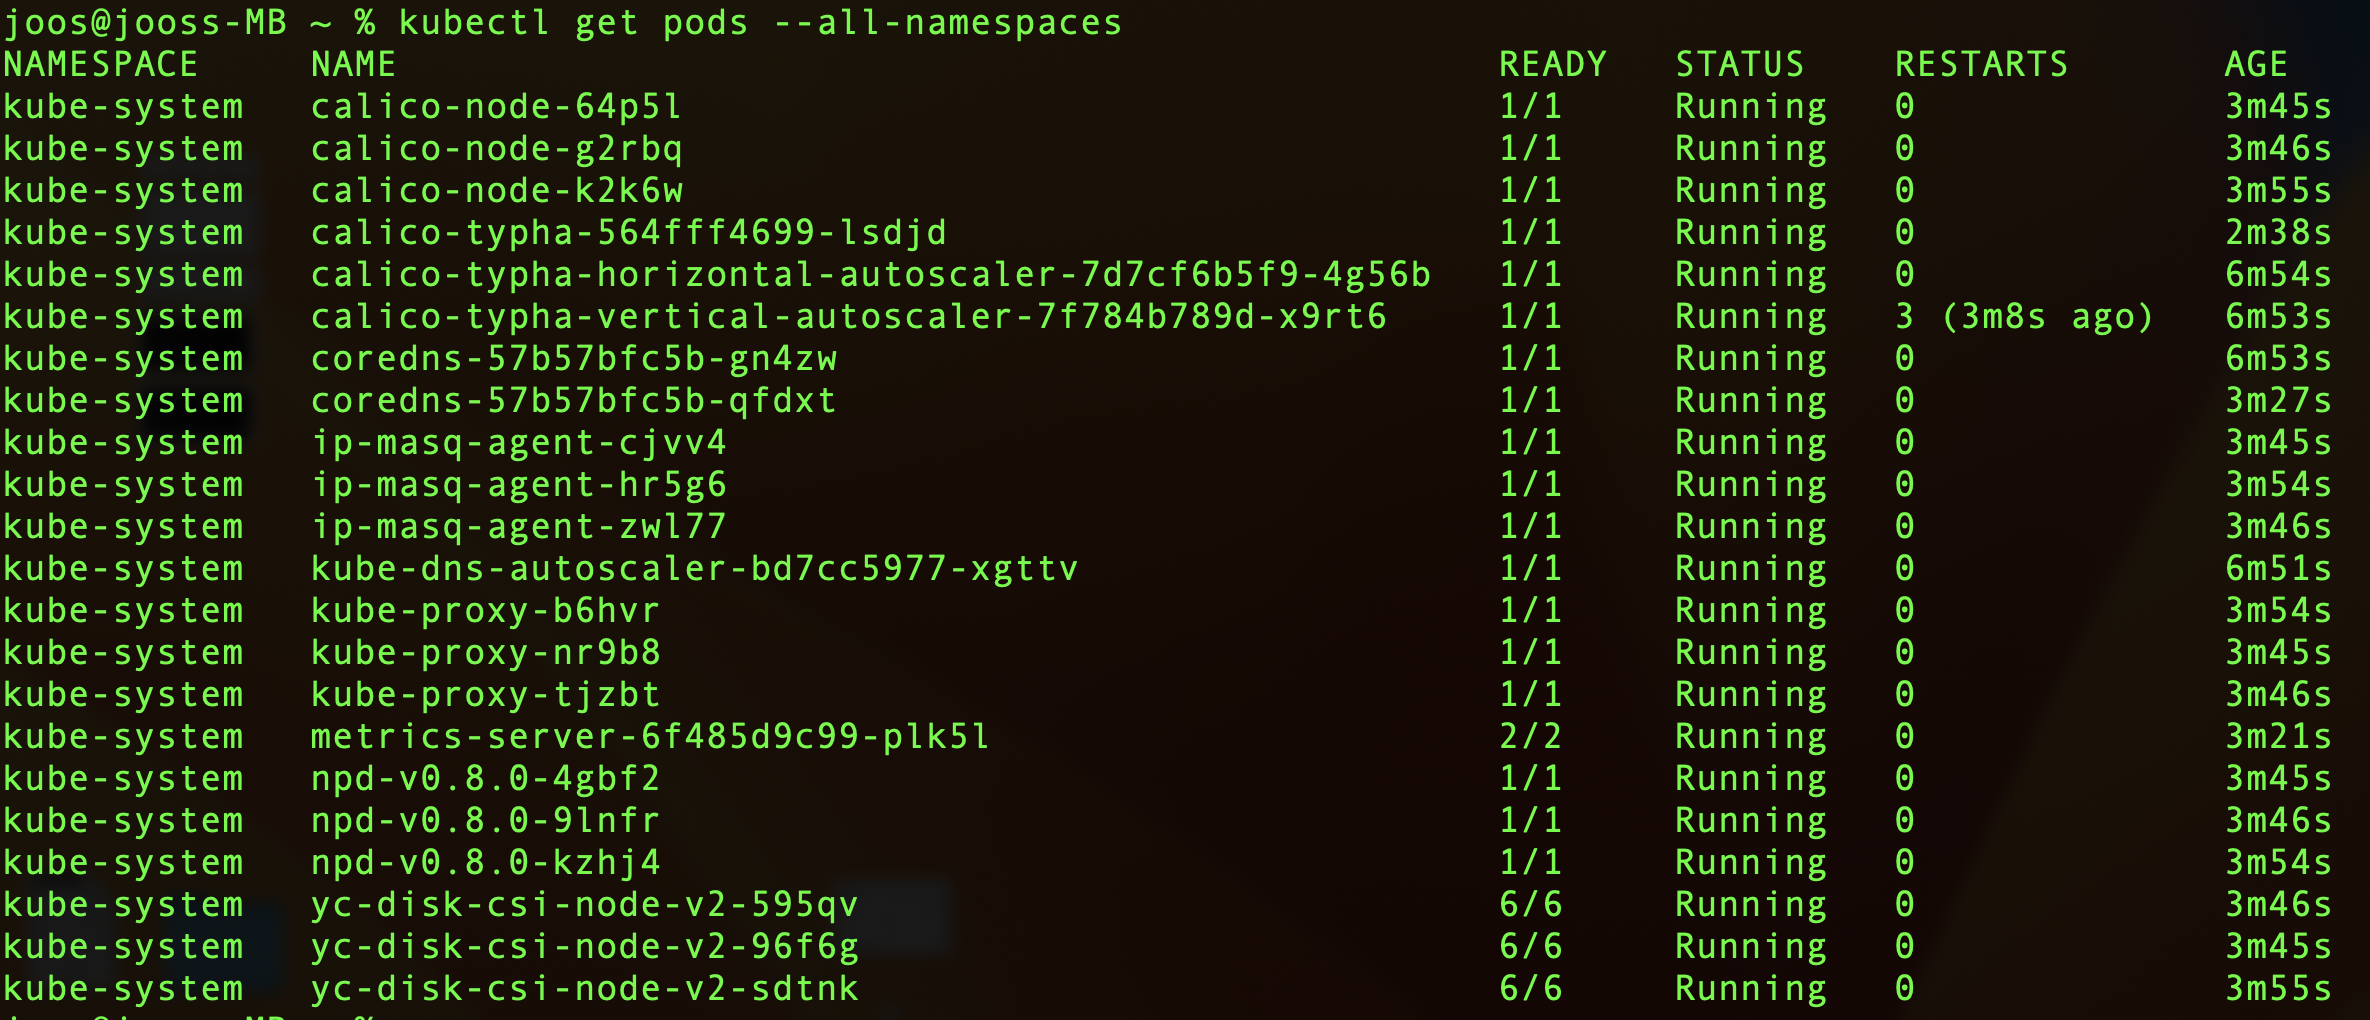 joos@jooss-MB ~ % kubectl get pods --all-namespaces
NAMESPACE     NAME                                                  READY   STATUS    RESTARTS       AGE
kube-system   calico-node-64p5l                                     1/1     Running   0              3m45s
kube-system   calico-node-g2rbq                                     1/1     Running   0              3m46s
kube-system   calico-node-k2k6w                                     1/1     Running   0              3m55s
kube-system   calico-typha-564fff4699-lsdjd                         1/1     Running   0              2m38s
kube-system   calico-typha-horizontal-autoscaler-7d7cf6b5f9-4g56b   1/1     Running   0              6m54s
kube-system   calico-typha-vertical-autoscaler-7f784b789d-x9rt6     1/1     Running   3 (3m8s ago)   6m53s
kube-system   coredns-57b57bfc5b-gn4zw                              1/1     Running   0              6m53s
kube-system   coredns-57b57bfc5b-qfdxt                              1/1     Running   0              3m27s
kube-system   ip-masq-agent-cjvv4                                   1/1     Running   0              3m45s
kube-system   ip-masq-agent-hr5g6                                   1/1     Running   0              3m54s
kube-system   ip-masq-agent-zwl77                                   1/1     Running   0              3m46s
kube-system   kube-dns-autoscaler-bd7cc5977-xgttv                   1/1     Running   0              6m51s
kube-system   kube-proxy-b6hvr                                      1/1     Running   0              3m54s
kube-system   kube-proxy-nr9b8                                      1/1     Running   0              3m45s
kube-system   kube-proxy-tjzbt                                      1/1     Running   0              3m46s
kube-system   metrics-server-6f485d9c99-plk5l                       2/2     Running   0              3m21s
kube-system   npd-v0.8.0-4gbf2                                      1/1     Running   0              3m45s
kube-system   npd-v0.8.0-9lnfr                                      1/1     Running   0              3m46s
kube-system   npd-v0.8.0-kzhj4                                      1/1     Running   0              3m54s
kube-system   yc-disk-csi-node-v2-595qv                             6/6     Running   0              3m46s
kube-system   yc-disk-csi-node-v2-96f6g                             6/6     Running   0              3m45s
kube-system   yc-disk-csi-node-v2-sdtnk                             6/6     Running   0              3m55s